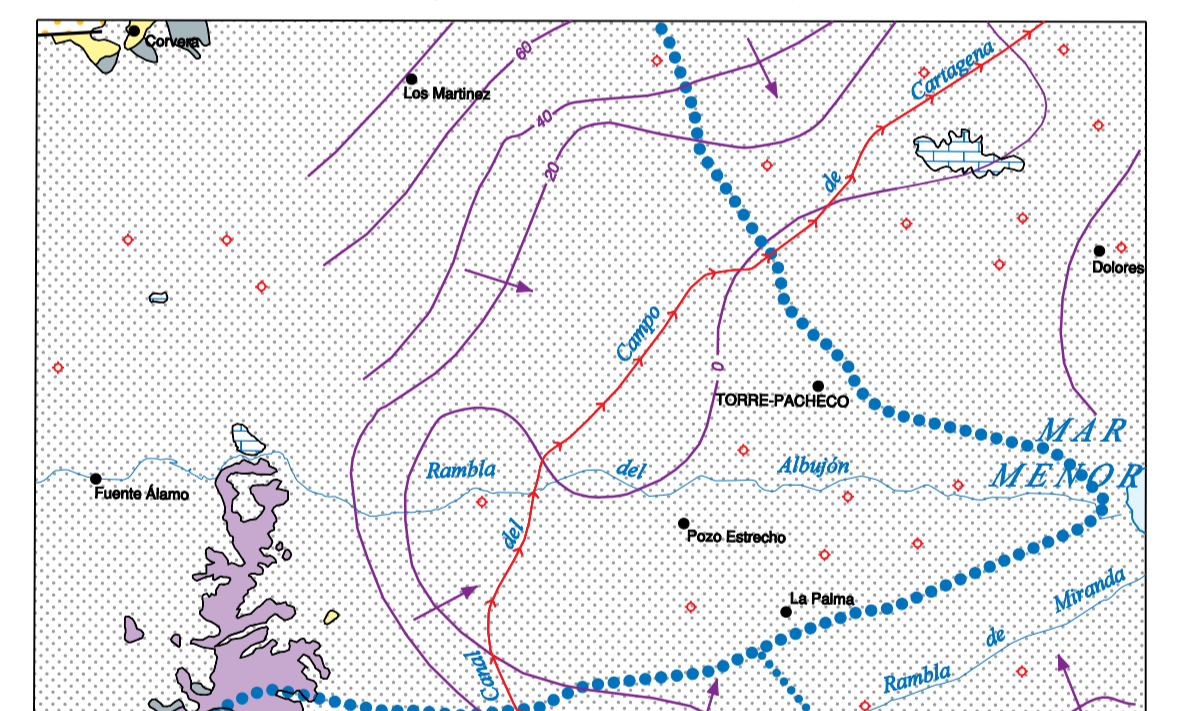 Corvera
60
Cartagena
Los Martinez
40
20
de
Dolores
Campo
0
TORRE-PACHECO
MAR
Rambla del Albujón
MENOR
Fuente Álamo
del
Pozo Estrecho
La Palma
Miranda
de
Rambla
Canal